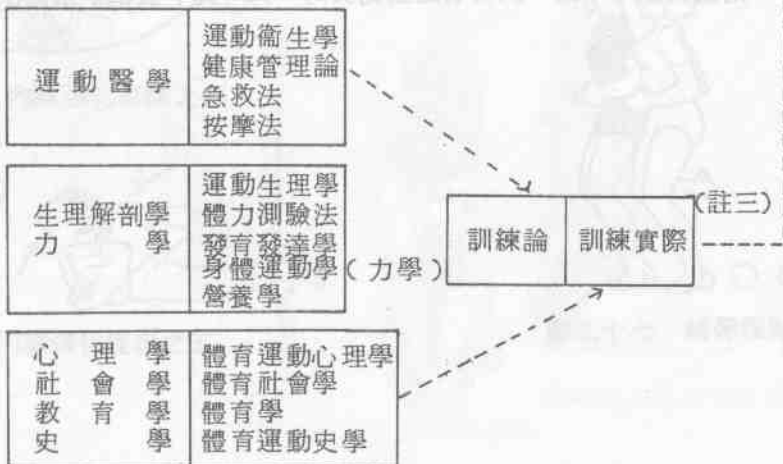 運動醫學
運動衞生學
健康管理論
急救法
按摩法
生理解剖學
力學
運動生理學
體力測驗法
發育發達學
身體運動學(力學)
營養學
訓練論
訓練實際
(註三)
心理學
社會學
教育學
史學
體育運動心理學
體育社會學
體育學
體育運動史學